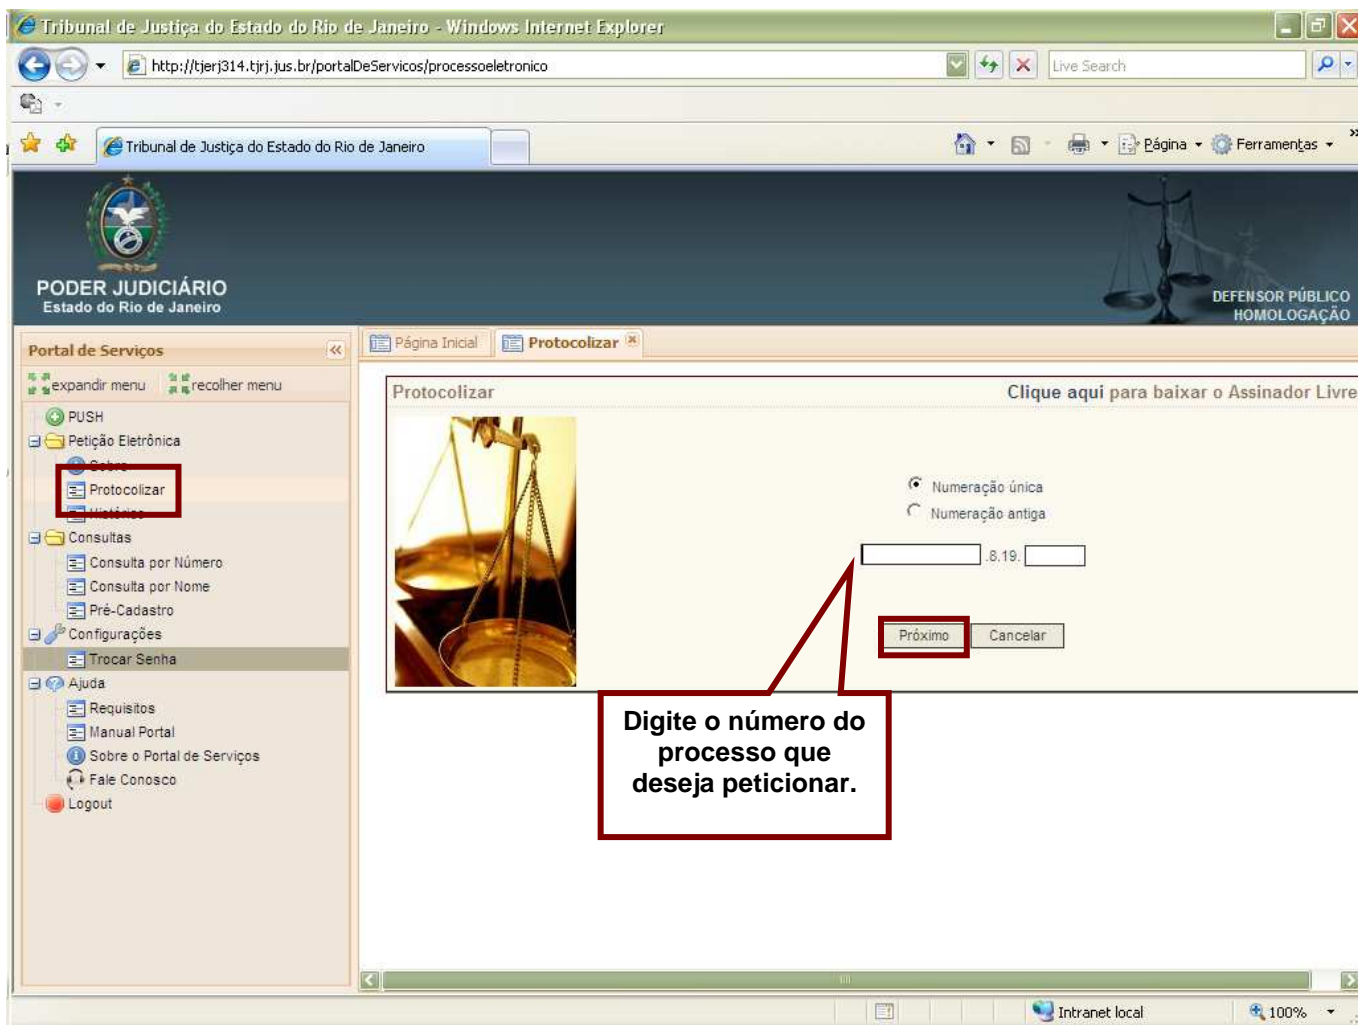 Tribunal de Justiça do Estado do Rio de Janeiro - Windows Internet Explorer
http://tjerj314.tjrj.jus.br/portalDeServicos/processoeletronico
Live Search
Tribunal de Justiça do Estado do Rio de Janeiro
Página
Ferramentas
PODER JUDICIÁRIO
Estado do Rio de Janeiro
DEFENSOR PÚBLICO
HOMOLOGAÇÃO
Portal de Serviços
expandir menu
recolher menu
PUSH
Petição Eletrônica
Sobre
Protocolizar
Histórico
Consultas
Consulta por Número
Consulta por Nome
Pré-Cadastro
Configurações
Trocar Senha
Ajuda
Requisitos
Manual Portal
Sobre o Portal de Serviços
Fale Conosco
Logout
Página Inicial
Protocolizar
Protocolizar
Clique aqui para baixar o Assinador Livre
Numeração única
Numeração antiga
.8.19.
Próximo
Cancelar
Digite o número do
processo que
deseja peticionar.
Intranet local
100%